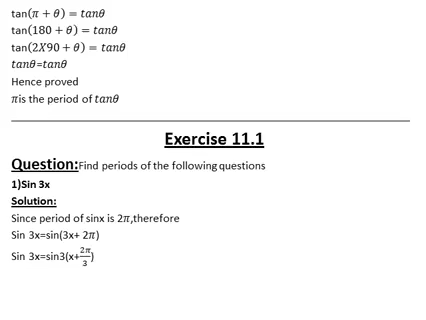 tan(π + θ) = tanθ
tan(180 + θ) = tanθ
tan(2X90 + θ) = tanθ
tanθ=tanθ
Hence proved
πis the period of tanθ
Exercise 11.1
Question:Find periods of the following questions
1)Sin 3x
Solution:
Since period of sinx is 2π,therefore
Sin 3x=sin(3x+ 2π)
Sin 3x=sin3(x+2π/3)